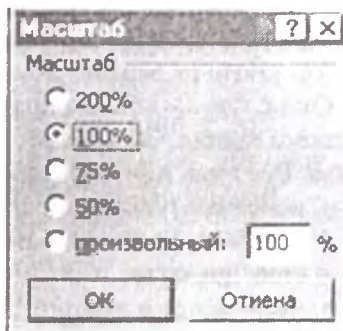 Масштаб ? ×
Масштаб
200%
100%
75%
50%
произвольный: 100 %
ОК Отмена